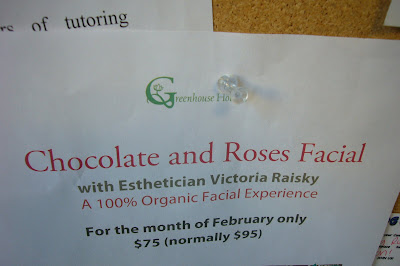 of tutoring
Greenhouse
Chocolate and Roses Facial
with Esthetician Victoria Raisky
A 100% Organic Facial Experience
For the month of February only
$75 (normally $95)